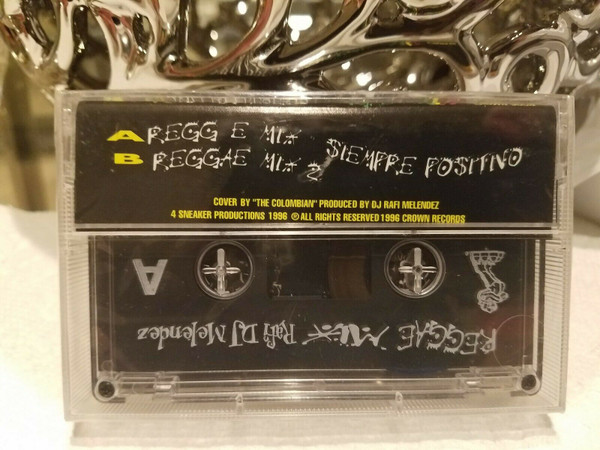 A REGG E MIX
B REGGAE MIX 2
SIEMPRE POSITIVO
COVER BY "THE COLOMBIAN" PRODUCED BY DJ RAFI MELENDEZ
4 SNEAKER PRODUCTIONS 1996 ℗ ALL RIGHTS RESERVED 1996 CROWN RECORDS
A
REGGAE MIX Rafi DJ Melendez